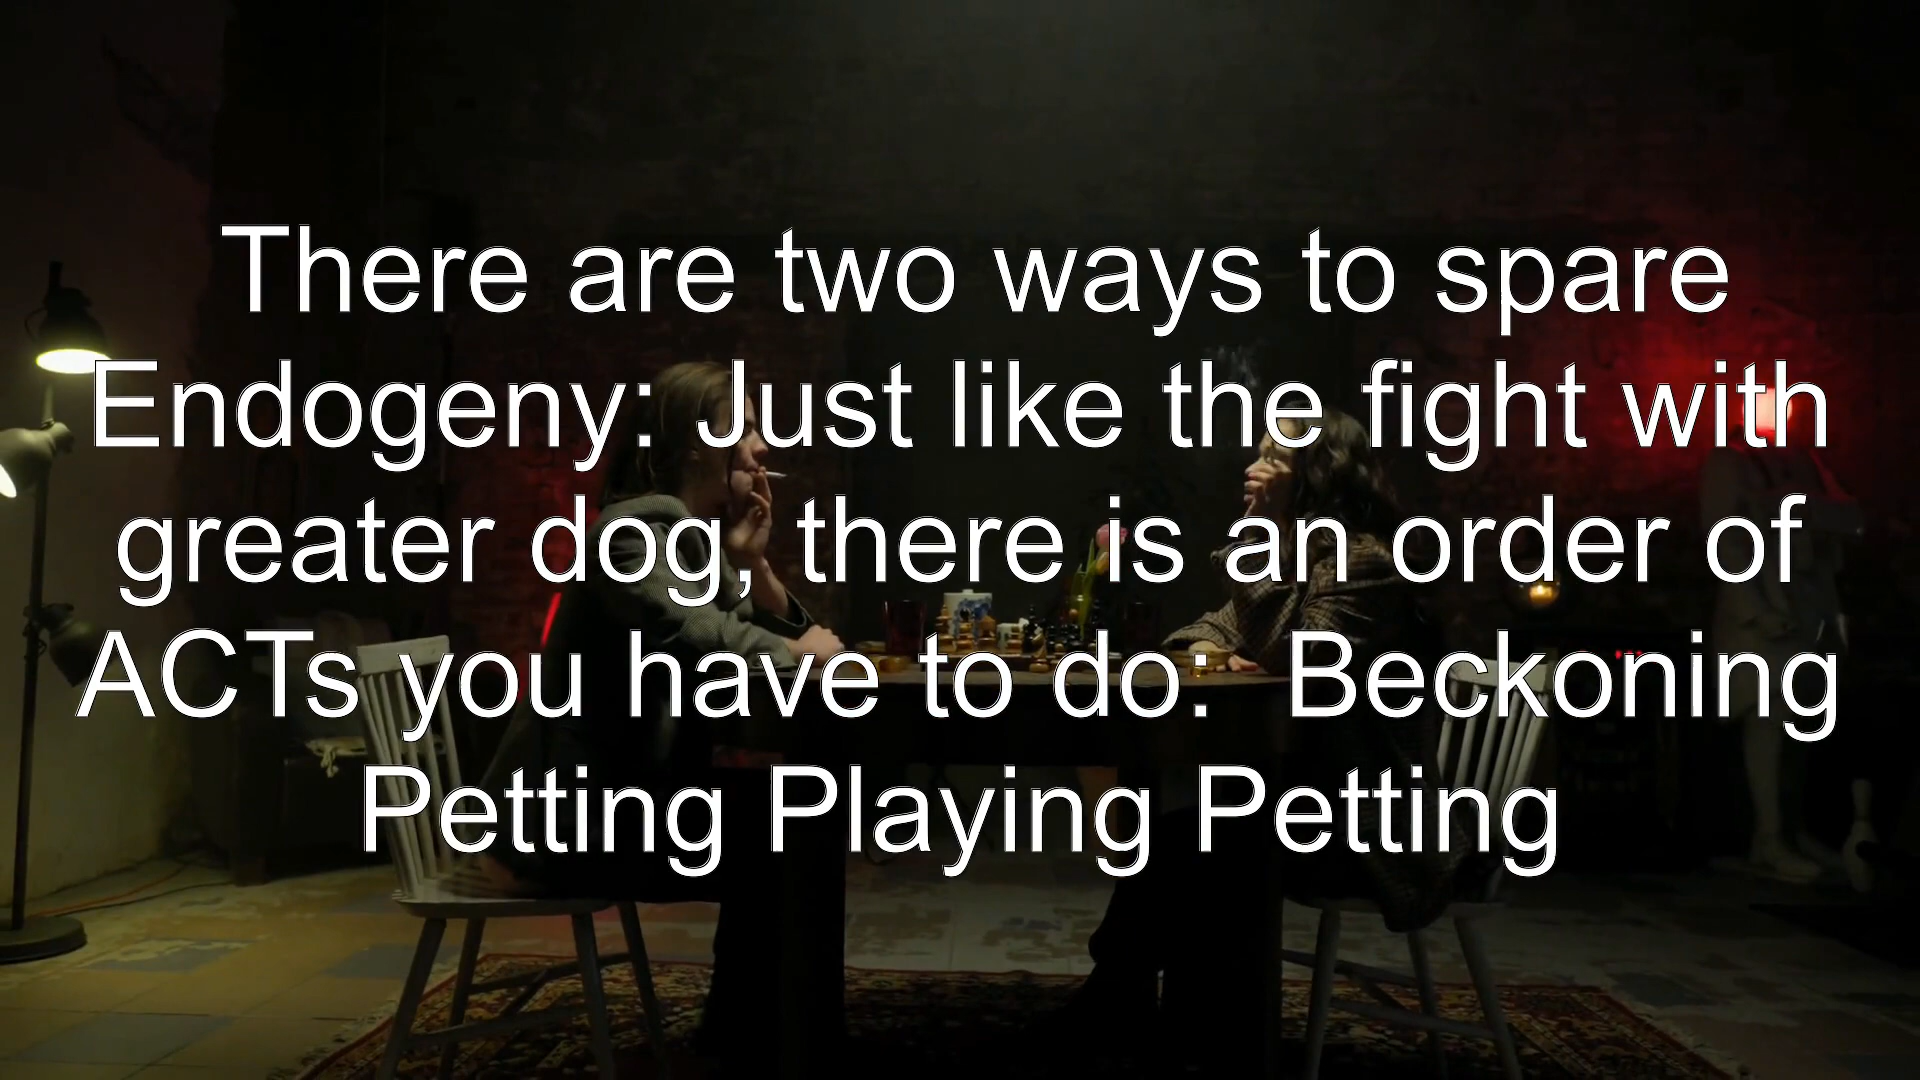 There are two ways to spare
Endogeny: Just like the fight with
greater dog, there is an order of
ACTs you have to do:  Beckoning
Petting Playing Petting